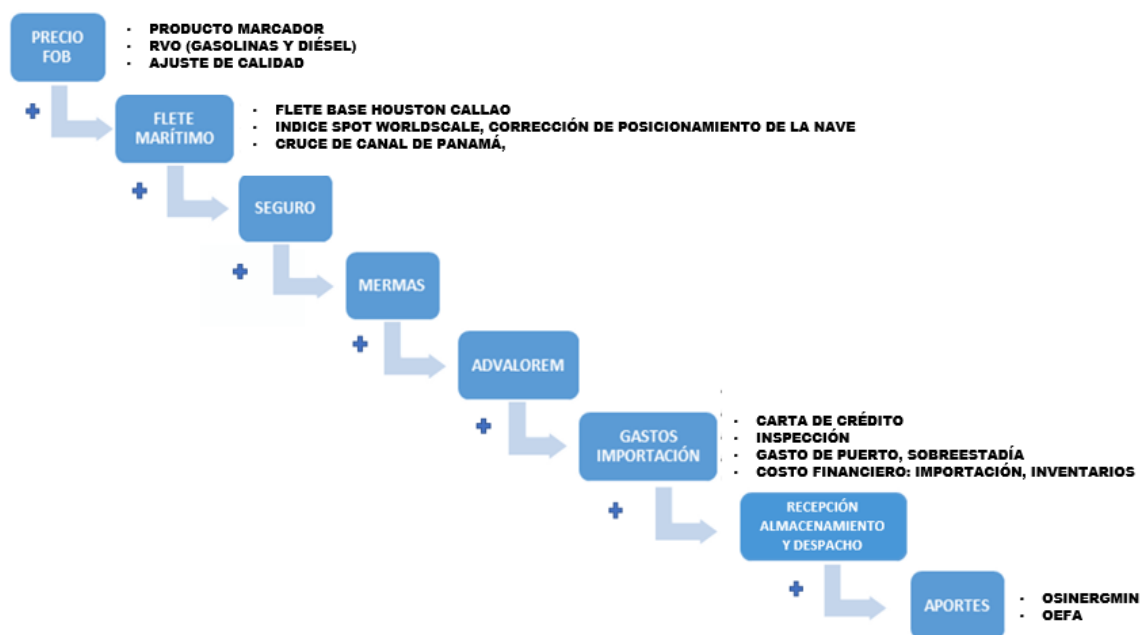 PRECIO
FOB
- PRODUCTO MARCADOR
- RVO (GASOLINAS Y DIÉSEL)
- AJUSTE DE CALIDAD
FLETE
MARÍTIMO
- FLETE BASE HOUSTON CALLAO
- INDICE SPOT WORLDSCALE, CORRECCIÓN DE POSICIONAMIENTO DE LA NAVE
- CRUCE DE CANAL DE PANAMÁ,
SEGURO
MERMAS
ADVALOREM
GASTOS
IMPORTACIÓN
- CARTA DE CRÉDITO
- INSPECCIÓN
- GASTO DE PUERTO, SOBREESTADÍA
- COSTO FINANCIERO: IMPORTACIÓN, INVENTARIOS
RECEPCIÓN
ALMACENAMIENTO
Y DESPACHO
APORTES
- OSINERGMIN
- OEFA